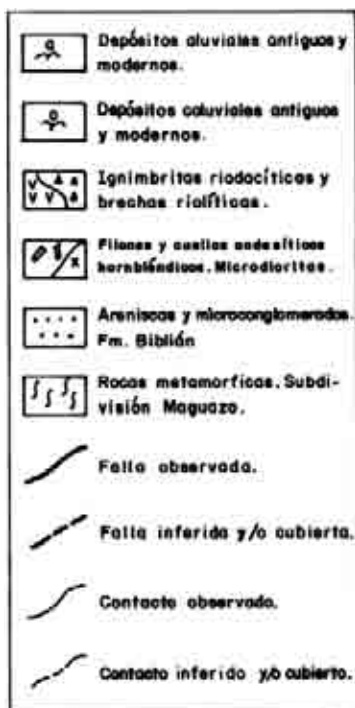 Depósitos aluviales antiguos y
modernos.
Depósitos coluviales antiguos
y modernos.
Ignimbritas riodacíticas y
brechas riolíticas.
Filones y cuellos andesíticos
hornbléndicos. Microdioritas.
Areniscas y microconglomerados.
Fm. Biblián
Rocas metamorficas. Subdi-
visión Maguazo.
Falla observada.
Falla inferida y/o cubierta.
Contacto observado.
Contacto inferido y/o cubierto.